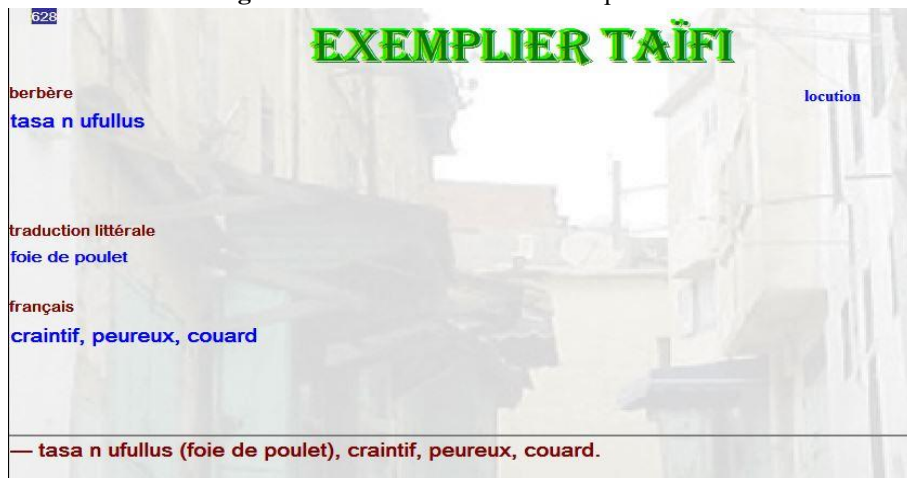 628
EXEMPLIER TAÏFI
berbère
locution
tasa n ufullus
traduction littérale
foie de poulet
français
craintif, peureux, couard
— tasa n ufullus (foie de poulet), craintif, peureux, couard.